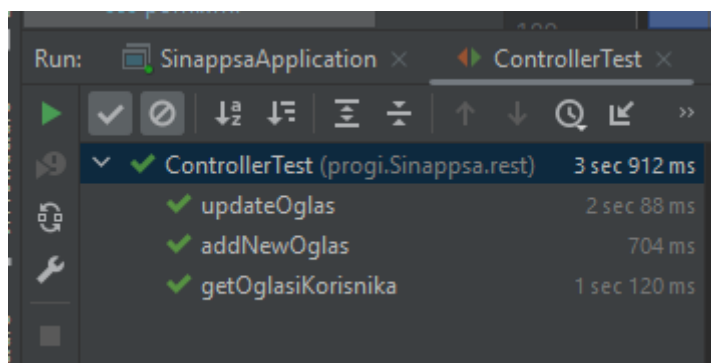 Run: SinappsaApplication × ControllerTest ×
ControllerTest (progi.Sinappsa.rest) 3 sec 912 ms
updateOglas 2 sec 88 ms
addNewOglas 704 ms
getOglasiKorisnika 1 sec 120 ms